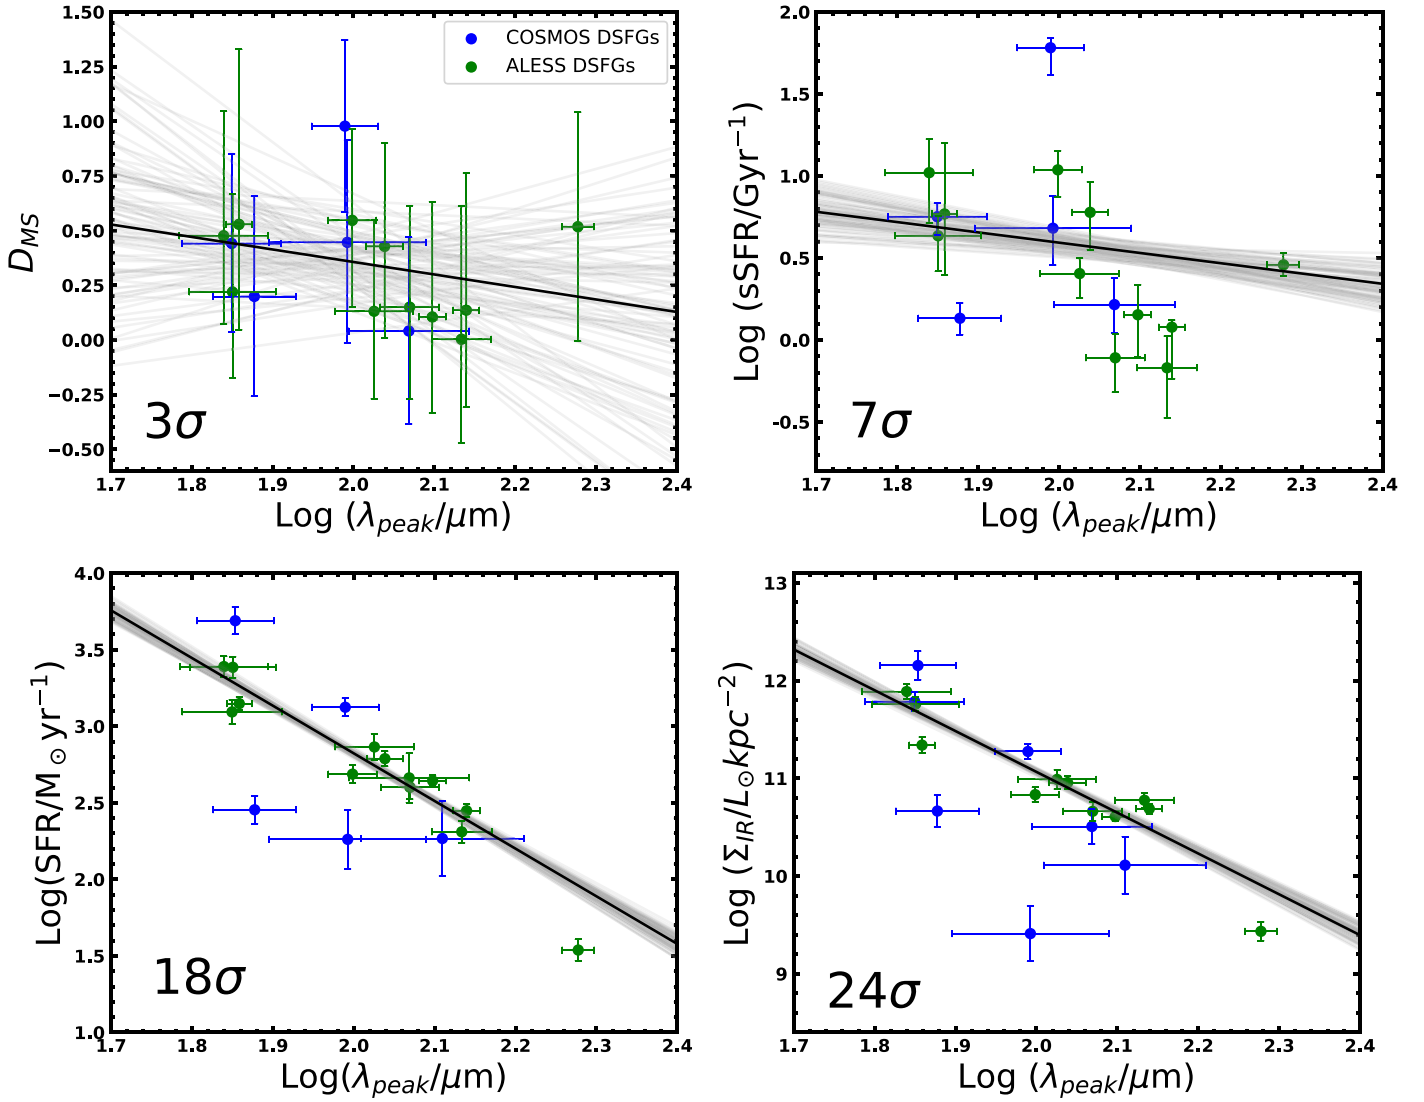 1.50
1.25
1.00
0.75
0.50
0.25
0.00
−0.25
−0.50
D_MS
COSMOS DSFGs
ALESS DSFGs
3σ
1.7 1.8 1.9 2.0 2.1 2.2 2.3 2.4
Log (λ_peak/μm)
2.0
1.5
1.0
0.5
0.0
−0.5
Log (sSFR/Gyr⁻¹)
7σ
1.7 1.8 1.9 2.0 2.1 2.2 2.3 2.4
Log (λ_peak/μm)
4.0
3.5
3.0
2.5
2.0
1.5
1.0
Log(SFR/M_⊙ yr⁻¹)
18σ
1.7 1.8 1.9 2.0 2.1 2.2 2.3 2.4
Log(λ_peak/μm)
13
12
11
10
9
Log (Σ_IR/L_⊙kpc⁻²)
24σ
1.7 1.8 1.9 2.0 2.1 2.2 2.3 2.4
Log (λ_peak/μm)